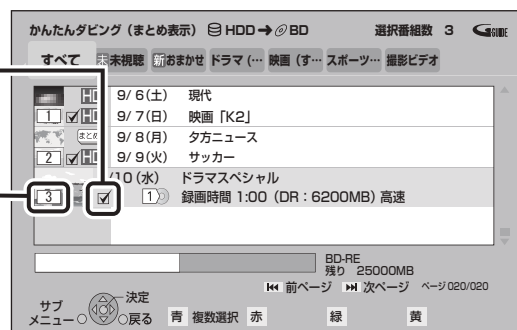 かんたんダビング（まとめ表示） HDD→BD 選択番組数 3 GGUIDE
すべて 未 未視聴 新 おまかせ ドラマ（… 映画（す… スポーツ… 撮影ビデオ
9/ 6(土) 現代
1 HD 9/ 7(日) 映画「K2」
まとめ 9/ 8(月) 夕方ニュース
2 HD 9/ 9(火) サッカー
/10(水) ドラマスペシャル
3 1 録画時間 1:00（DR：6200MB）高速
BD-RE
残り 25000MB
前ページ 次ページ ページ 020/020
サブメニュー 決定 戻る 青 複数選択 赤 緑 黄